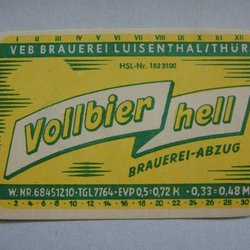 I II III IV V VI VII VIII IX X XI XII
VEB BRAUEREI LUISENTHAL/THÜR
HSL-Nr. 182 3100
Vollbier hell
BRAUEREI-ABZUG
W.NR.68451210·TGL 7764·EVP 0,5=0,72 M - 0,33=0,48 M
2·4·6·8·10·12·14·16·18·20·22·24·26·28·30